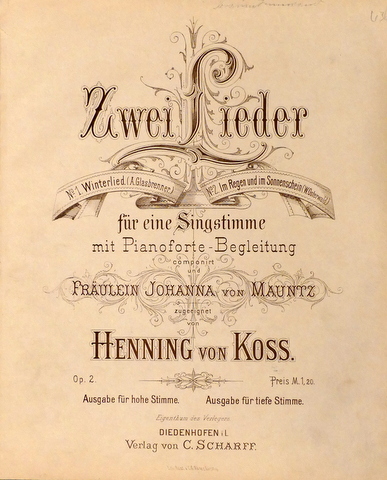 Zwei Lieder
No. 1. Winterlied. (A. Glasbrenner.)
No. 2. Im Regen und im Sonnenschein
für eine Singstimme
mit Pianoforte-Begleitung
componirt
und
FRÄULEIN JOHANNA VON MAUNTZ
zugeeignet
von
HENNING VON KOSS.
Op. 2.
Preis M. 1,20.
Ausgabe für hohe Stimme.
Ausgabe für tiefe Stimme.
Eigenthum des Verlegers.
DIEDENHOFEN i.L.
Verlag von C. SCHARFF.